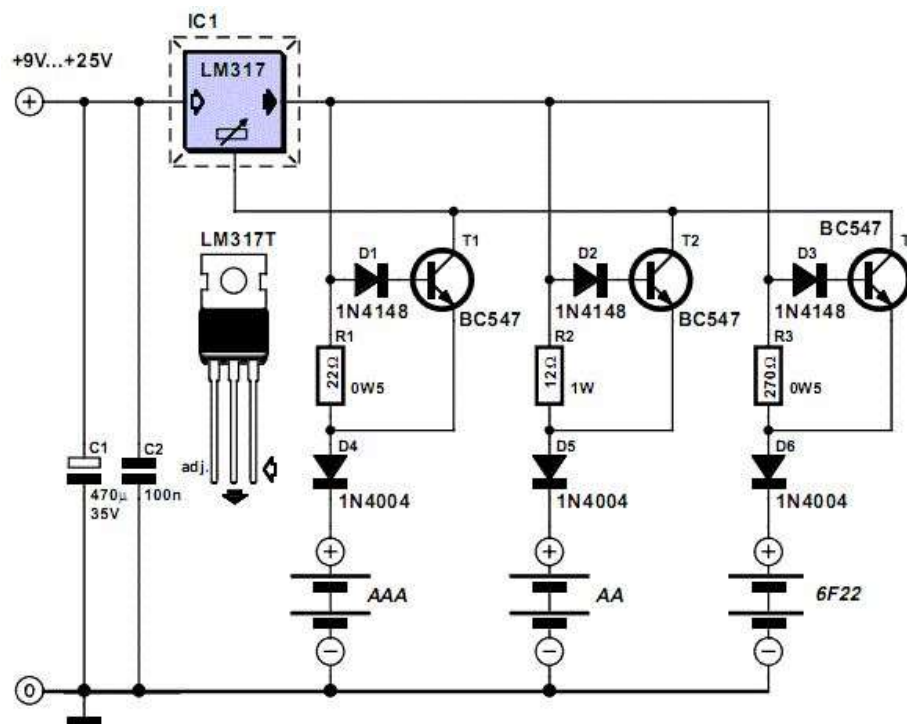 IC1
+9V...+25V
LM317
+
LM317T
BC547
D1
T1
D2
T2
D3
T
1N4148
BC547
1N4148
BC547
1N4148
R1
22Ω
0W5
R2
12Ω
1W
R3
270Ω
0W5
C1
470µ
35V
C2
100n
adj.
D4
1N4004
D5
1N4004
D6
1N4004
+
+
+
AAA
AA
6F22
−
−
−
0